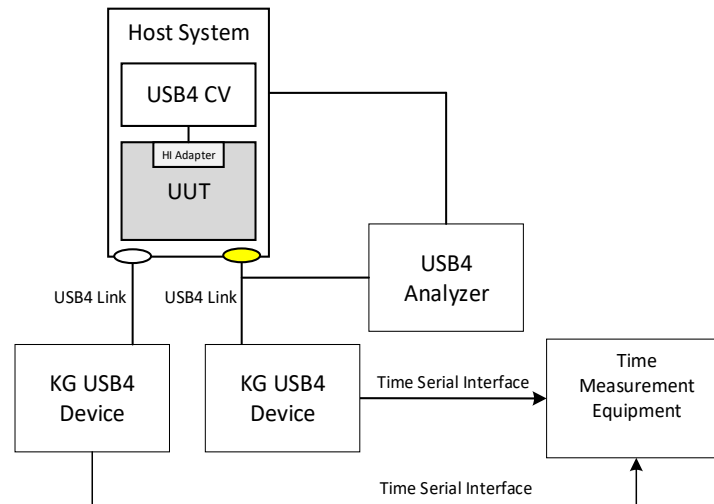 Host System
USB4 CV
HI Adapter
UUT
USB4
Analyzer
USB4 Link
USB4 Link
KG USB4
Device
KG USB4
Device
Time Serial Interface
Time
Measurement
Equipment
Time Serial Interface